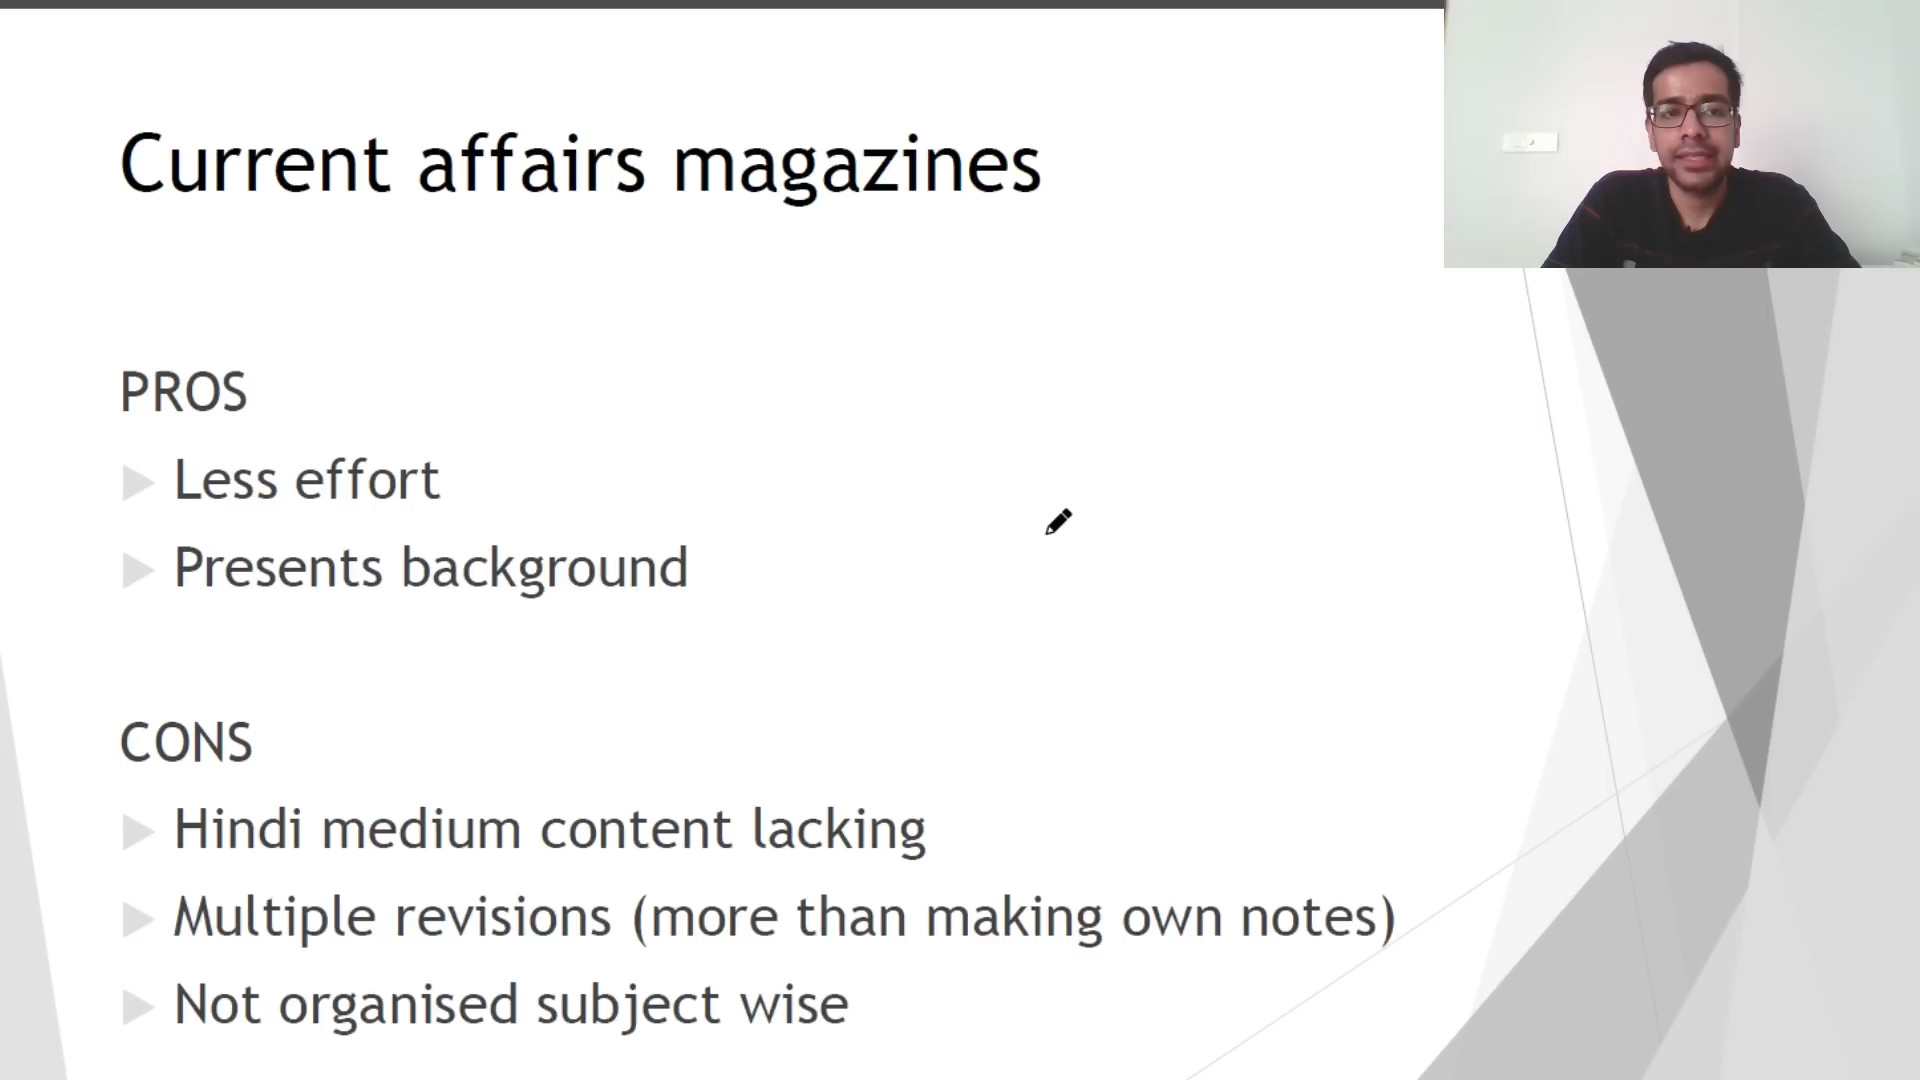 Current affairs magazines
PROS
Less effort
Presents background
CONS
Hindi medium content lacking
Multiple revisions (more than making own notes)
Not organised subject wise